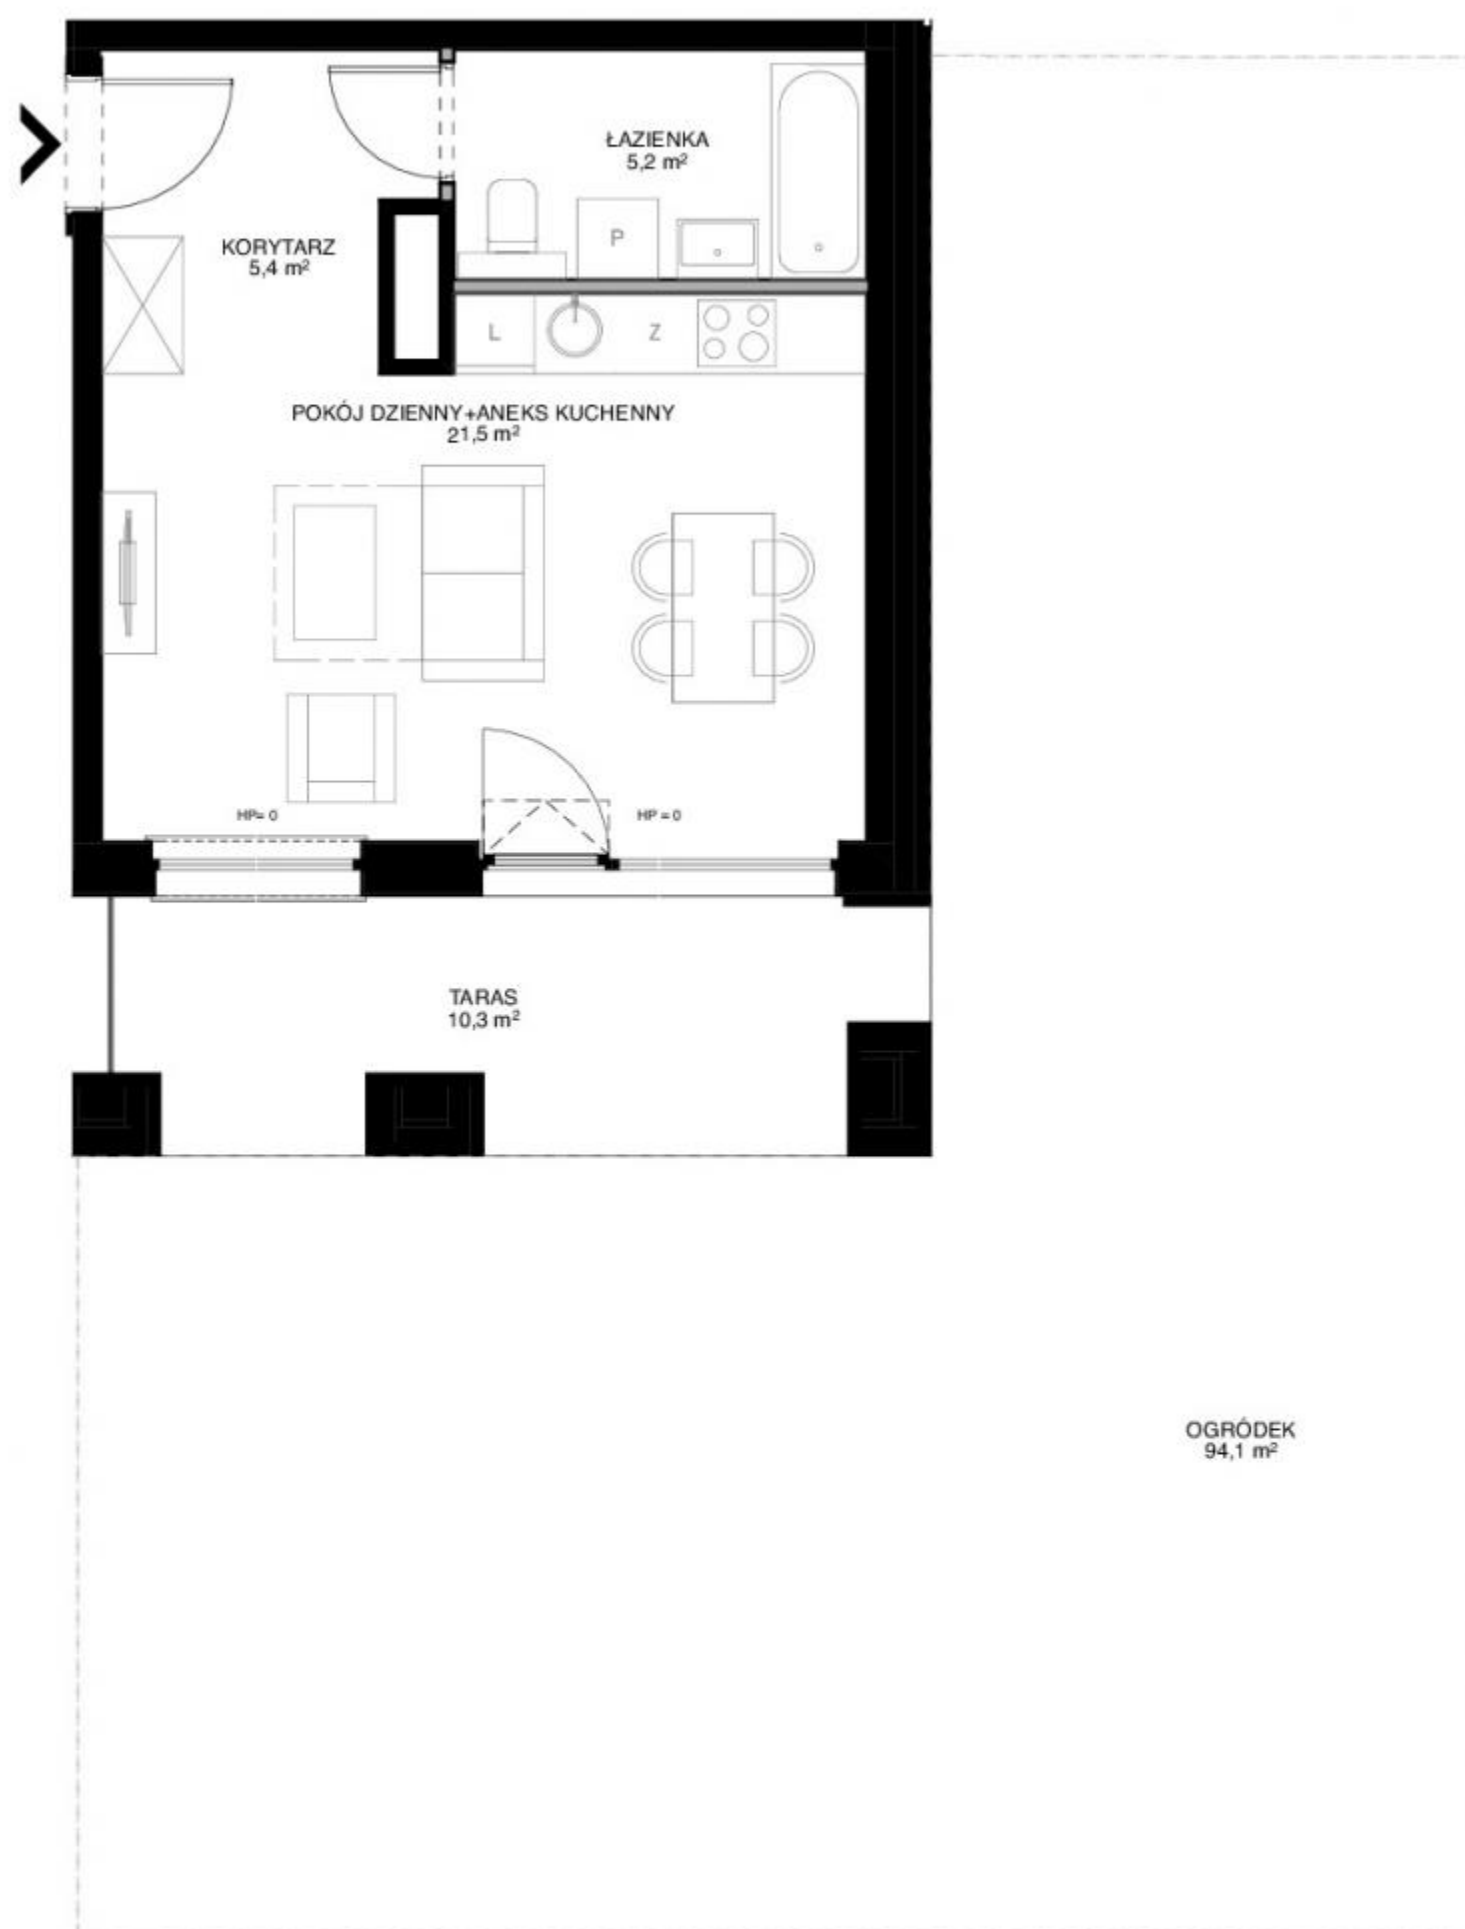 ŁAZIENKA
5,2 m²
P
KORYTARZ
5,4 m²
L
Z
POKÓJ DZIENNY+ANEKS KUCHENNY
21,5 m²
HP= 0
HP = 0
TARAS
10,3 m²
OGRÓDEK
94,1 m²